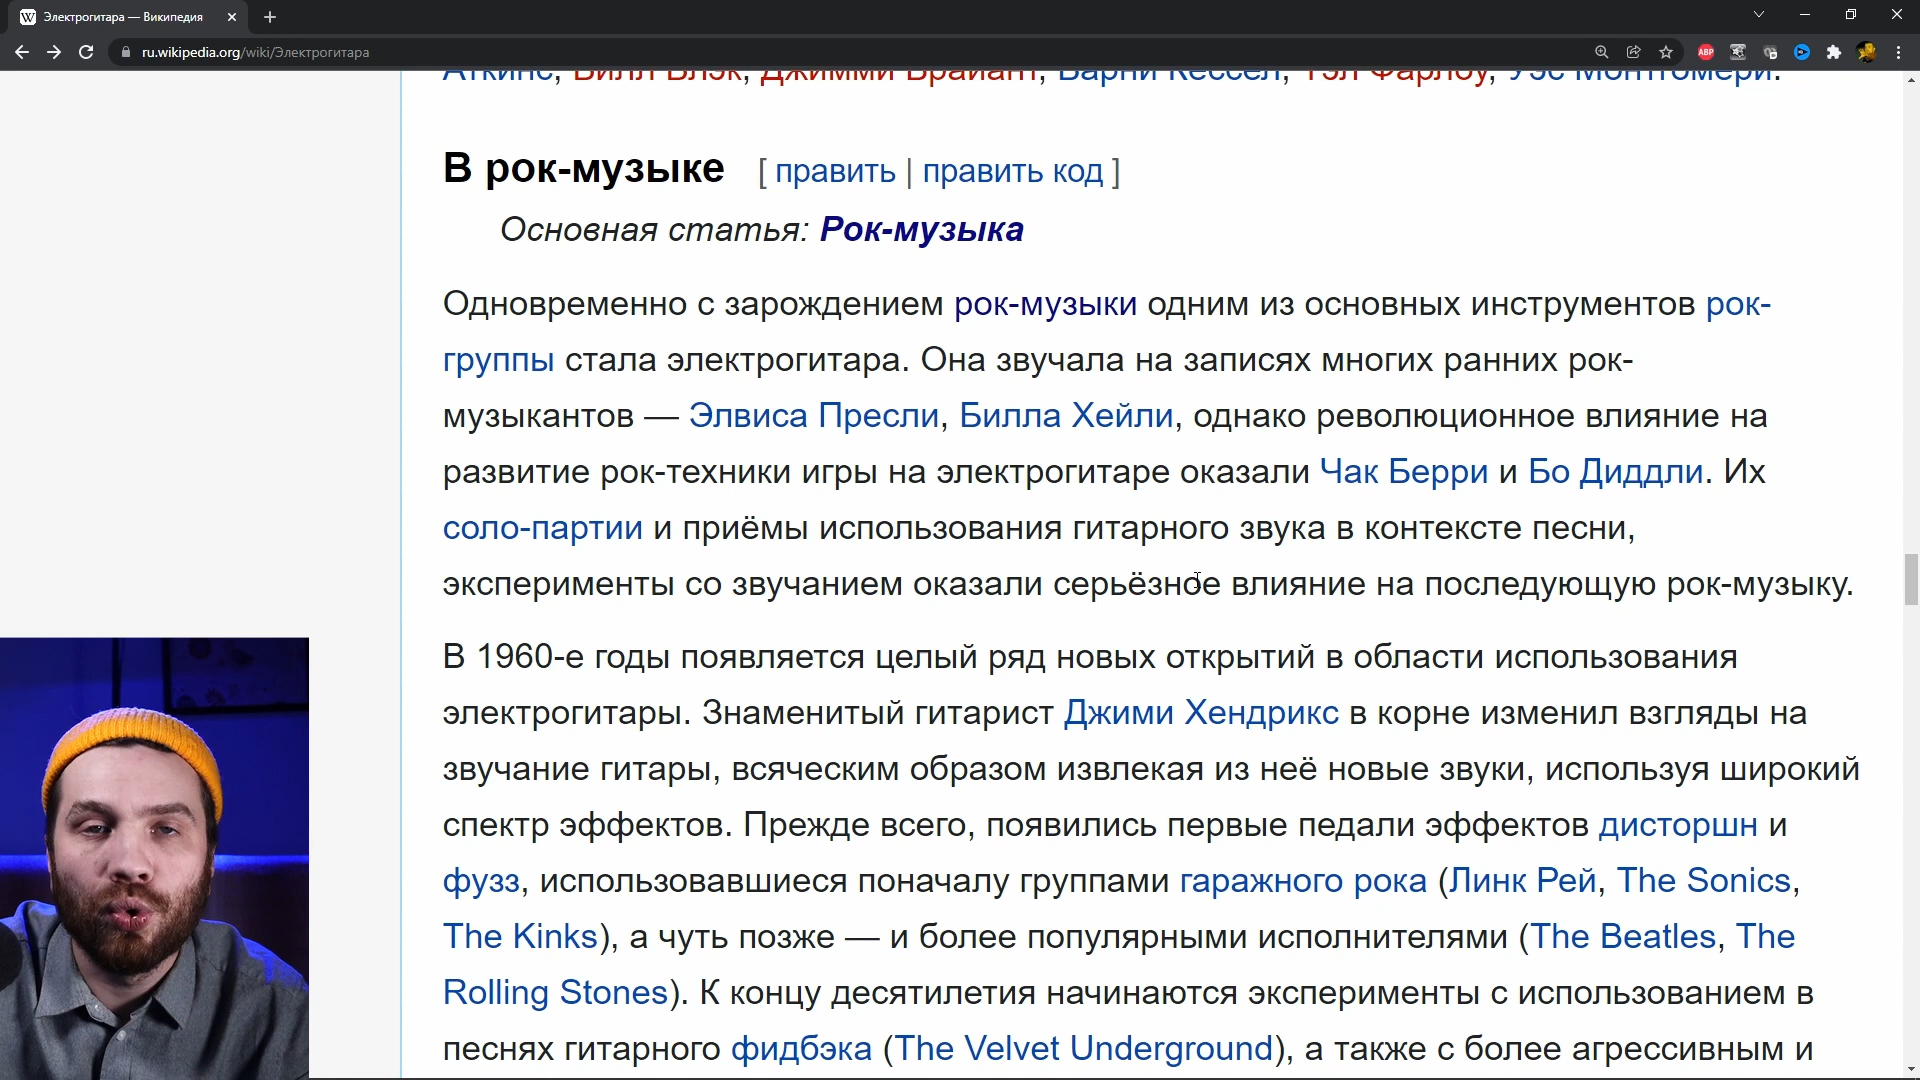 Электрогитара — Википедия
ru.wikipedia.org/wiki/Электрогитара
ABP
Аткинс, Билл Блэк, Джимми Брайант, Барни Кессел, Тэл Фарлоу, Уэс Монтгомери.
В рок-музыке [ править | править код ]
Основная статья: Рок-музыка
Одновременно с зарождением рок-музыки одним из основных инструментов рок-
группы стала электрогитара. Она звучала на записях многих ранних рок-
музыкантов — Элвиса Пресли, Билла Хейли, однако революционное влияние на
развитие рок-техники игры на электрогитаре оказали Чак Берри и Бо Диддли. Их
соло-партии и приёмы использования гитарного звука в контексте песни,
эксперименты со звучанием оказали серьёзное влияние на последующую рок-музыку.
В 1960-е годы появляется целый ряд новых открытий в области использования
электрогитары. Знаменитый гитарист Джими Хендрикс в корне изменил взгляды на
звучание гитары, всяческим образом извлекая из неё новые звуки, используя широкий
спектр эффектов. Прежде всего, появились первые педали эффектов дисторшн и
фузз, использовавшиеся поначалу группами гаражного рока (Линк Рей, The Sonics,
The Kinks), а чуть позже — и более популярными исполнителями (The Beatles, The
Rolling Stones). К концу десятилетия начинаются эксперименты с использованием в
песнях гитарного фидбэка (The Velvet Underground), а также с более агрессивным и